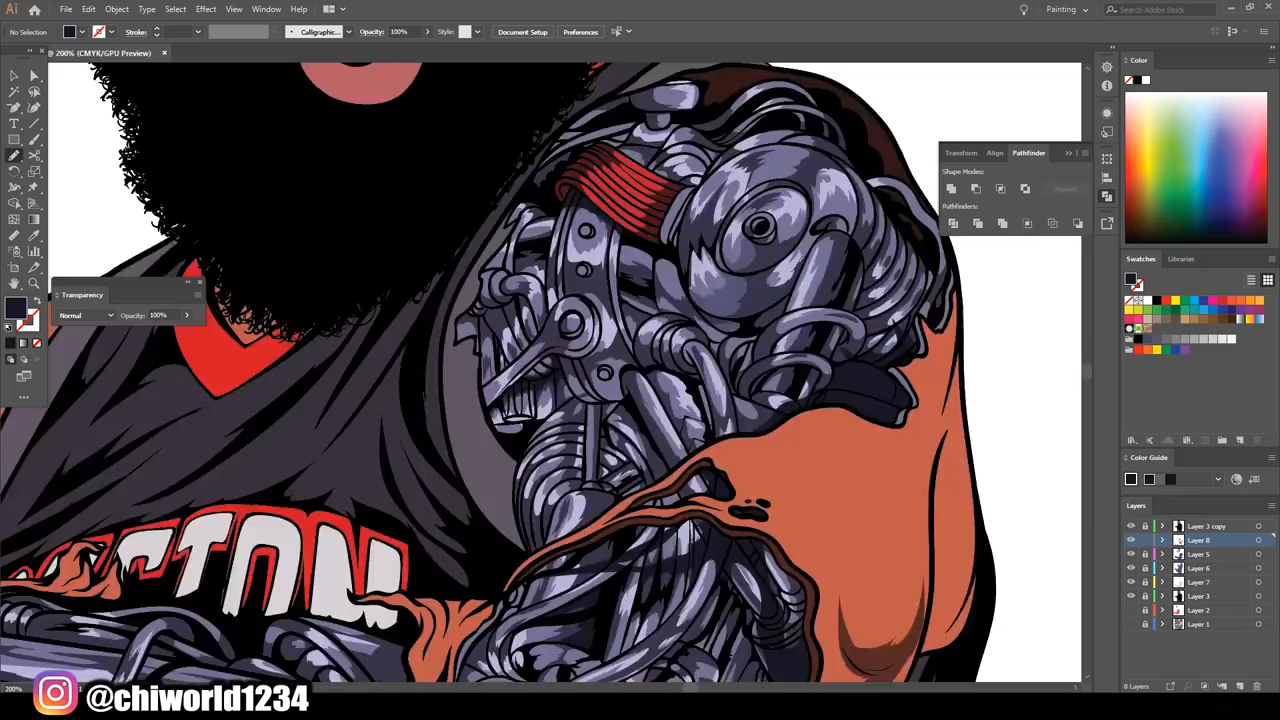 Ai File Edit Object Type Select Effect View Window Help Painting Search Adobe Stock
No Selection Stroke: Calligraphic... Opacity: 100% Style: Document Setup Preferences
@ 200% (CMYK/GPU Preview)
Color
Transform Align Pathfinder
Shape Modes:
Expand
Pathfinders:
Swatches Libraries
Transparency
Normal Opacity: 100%
Color Guide
Layers
Layer 3 copy
Layer 8
Layer 5
Layer 6
Layer 7
Layer 3
Layer 2
Layer 1
8 Layers
200%
@chiworld1234